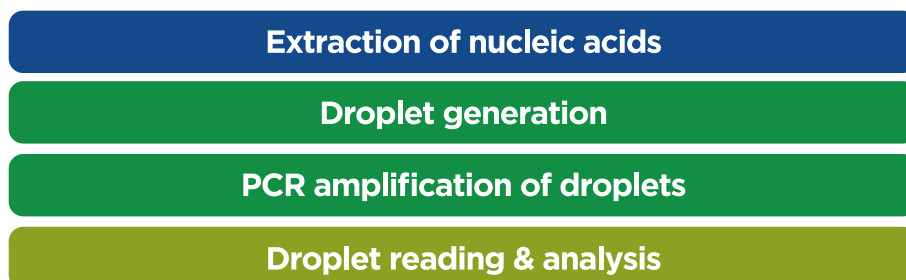 Extraction of nucleic acids
Droplet generation
PCR amplification of droplets
Droplet reading & analysis